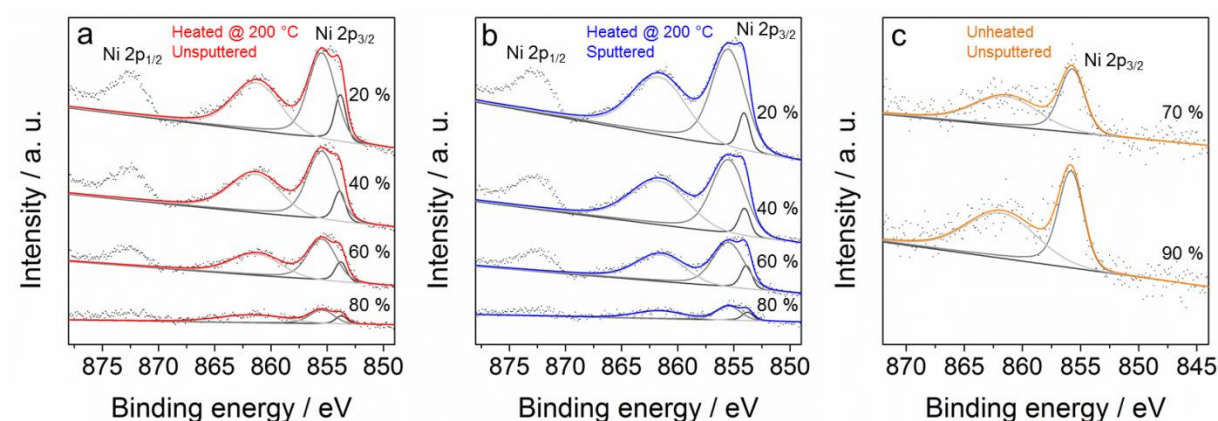 a
Heated @ 200 °C
Unsputtered
Ni 2p3/2
Ni 2p1/2
20 %
40 %
60 %
80 %
Intensity / a. u.
875 870 865 860 855 850
Binding energy / eV
b
Heated @ 200 °C
Sputtered
Ni 2p3/2
Ni 2p1/2
20 %
40 %
60 %
80 %
Intensity / a. u.
875 870 865 860 855 850
Binding energy / eV
c
Unheated
Unsputtered
Ni 2p3/2
70 %
90 %
Intensity / a. u.
870 865 860 855 850 845
Binding energy / eV